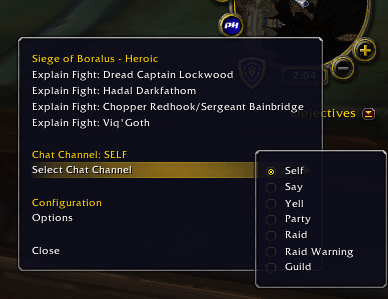 PH
Siege of Boralus - Heroic
Explain Fight: Dread Captain Lockwood
Explain Fight: Hadal Darkfathom
Explain Fight: Chopper Redhook/Sergeant Bainbridge
Explain Fight: Viq'Goth
2:04
Objectives
Chat Channel: SELF
Select Chat Channel
Self
Say
Yell
Party
Raid
Raid Warning
Guild
Configuration
Options
Close